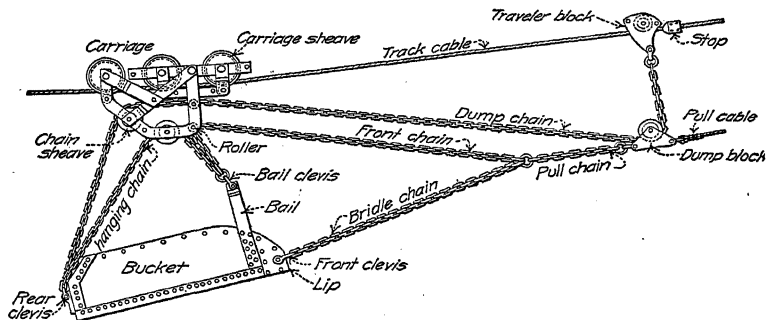 Traveler block
Stop
Carriage
Carriage sheave
Track cable
Dump chain
Pull cable
Chain
sheave
Roller
Front chain
Pull chain
Dump block
hanging chain
Bail clevis
Bail
Bridle chain
Bucket
Front clevis
Lip
Rear
clevis